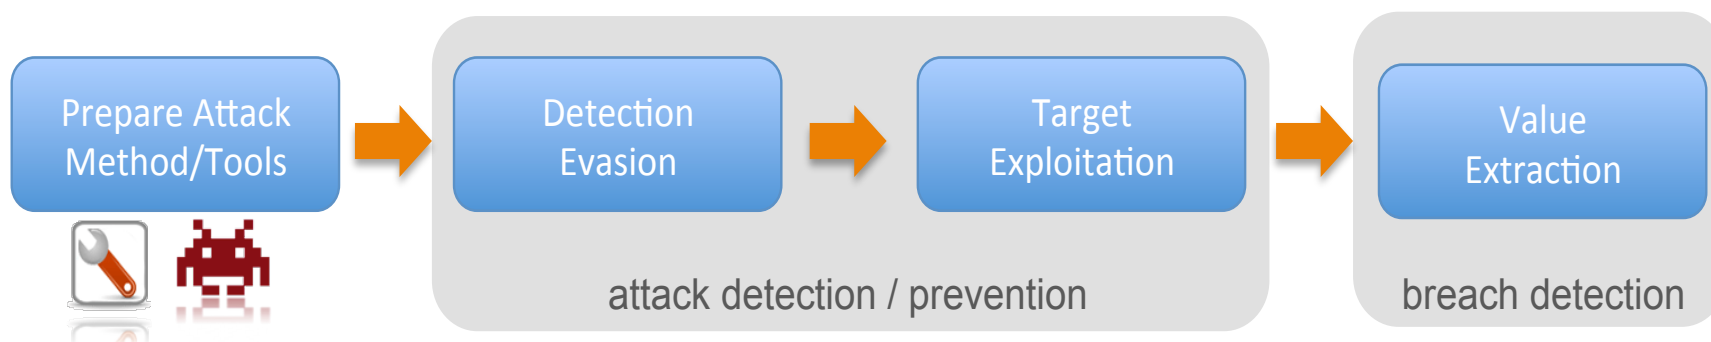 Prepare Attack
Method/Tools
Detection
Evasion
Target
Exploitation
Value
Extraction
attack detection / prevention
breach detection